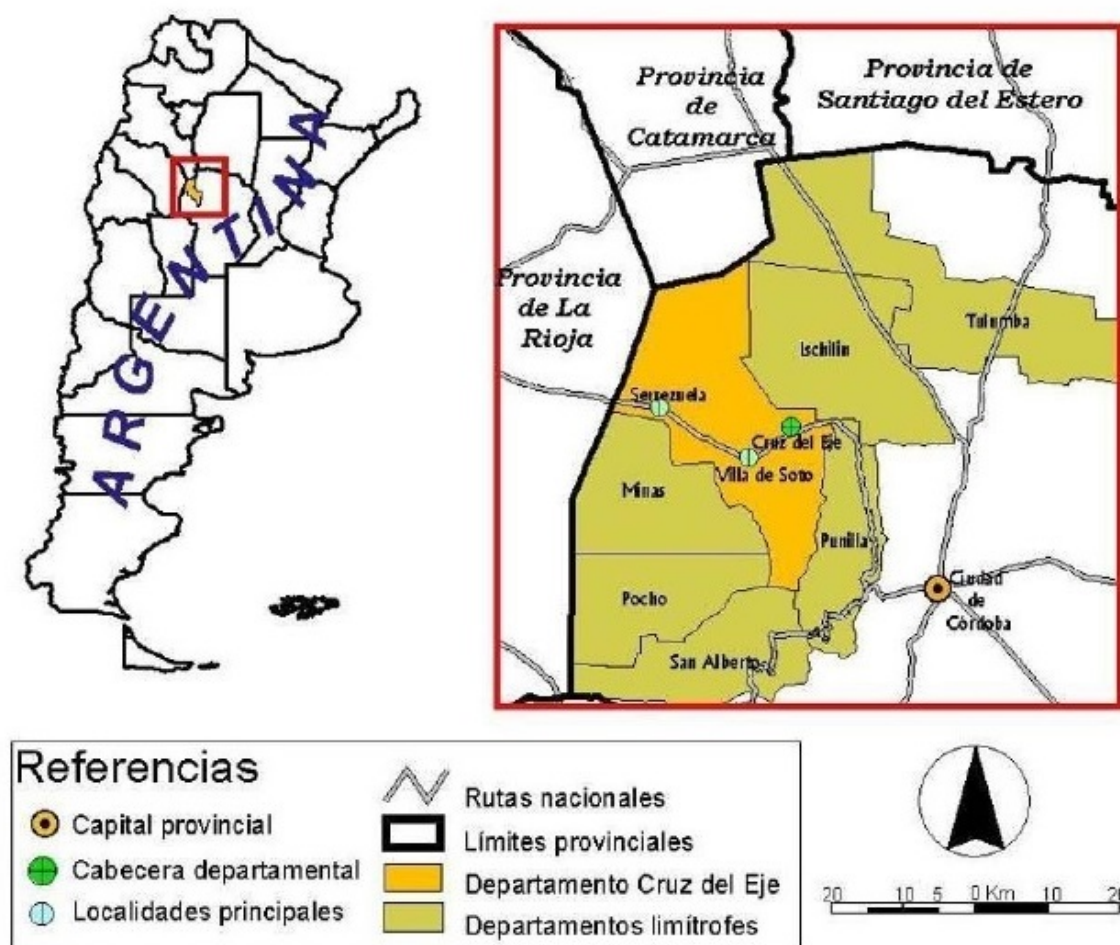 ARGENTINA
Provincia
de
Catamarca
Provincia de
Santiago del Estero
Provincia
de La
Rioja
Tulumba
Ischilín
Serrezuela
Cruz del Eje
Villa de Soto
Minas
Punilla
Pocho
Ciudad
de
Córdoba
San Alberto
Referencias
Capital provincial
Cabecera departamental
Localidades principales
Rutas nacionales
Límites provinciales
Departamento Cruz del Eje
Departamentos limítrofes
20 10 5 0 Km 10 20